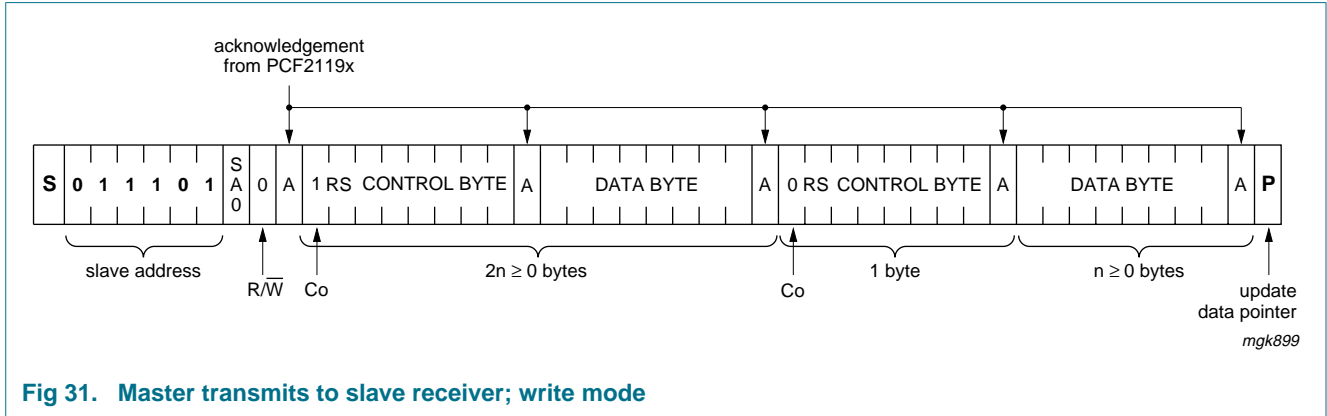 acknowledgement
from PCF2119x
S 0 1 1 1 0 1 SA0 0 A 1 RS CONTROL BYTE A DATA BYTE A 0 RS CONTROL BYTE A DATA BYTE A P
slave address
R/W̅
Co
2n ≥ 0 bytes
Co
1 byte
n ≥ 0 bytes
update
data pointer
mgk899
Fig 31. Master transmits to slave receiver; write mode